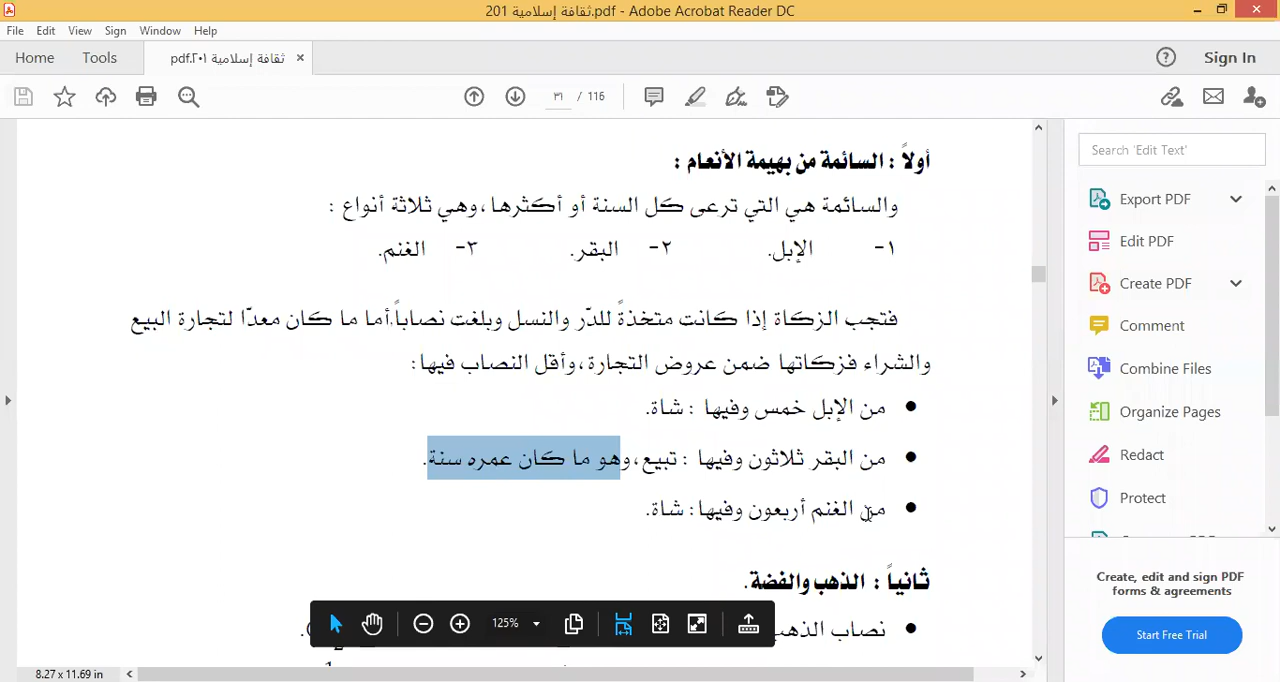 ثقافة إسلامية 201.pdf - Adobe Acrobat Reader DC
File Edit View Sign Window Help
Home Tools ثقافة إسلامية ٢٠١.pdf × Sign In
٣١ / 116
أولاً : السائمة من بهيمة الأنعام :
والسائمة هي التي ترعى كل السنة أو أكثرها، وهي ثلاثة أنواع :
١- الإبل. ٢- البقر. ٣- الغنم.
فتجب الزكاة إذا كانت متخذةً للدّر والنسل وبلغت نصاباً.أما ما كان معدّا لتجارة البيع
والشراء فزكاتها ضمن عروض التجارة، وأقل النصاب فيها:
● من الإبل خمس وفيها : شاة.
● من البقر ثلاثون وفيها : تبيع، وهو ما كان عمره سنة.
● من الغنم أربعون وفيها: شاة.
ثانياً : الذهب والفضة.
● نصاب الذهب
125%
8.27 x 11.69 in
Search 'Edit Text'
Export PDF
Edit PDF
Create PDF
Comment
Combine Files
Organize Pages
Redact
Protect
Create, edit and sign PDF
forms & agreements
Start Free Trial